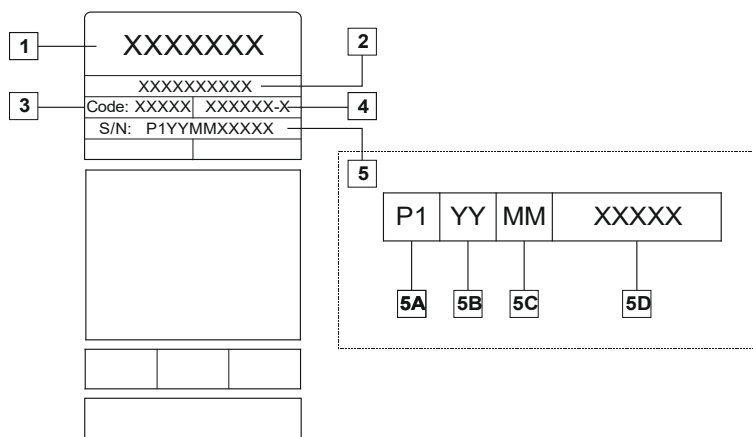 1 XXXXXXX 2
XXXXXXXXXX
3 Code: XXXXX XXXXXX-X 4
S/N: P1YYMMXXXXX
5
P1 YY MM XXXXX
5A 5B 5C 5D